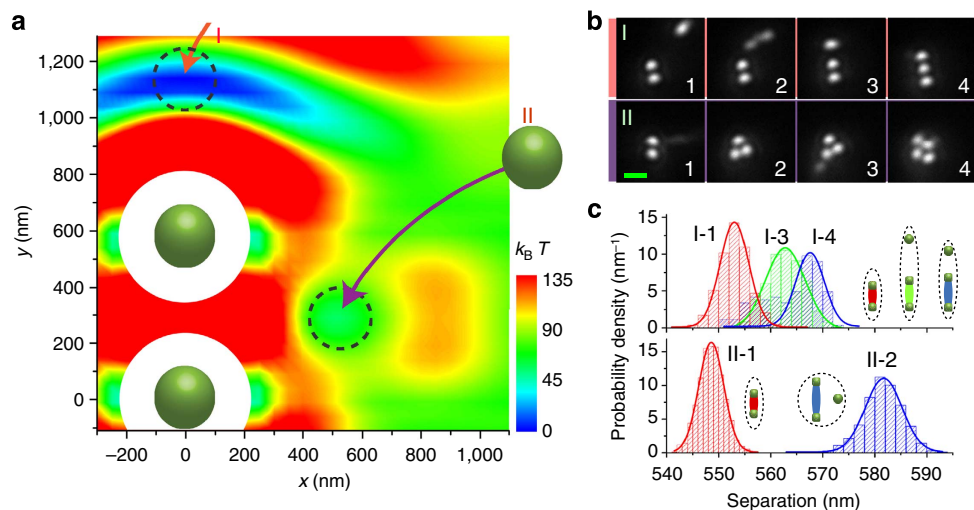 a
I
II
y (nm)
1,200
1,000
800
600
400
200
0
−200
0
200
400
600
800
1,000
x (nm)
k_B T
135
90
45
0
b
I
1
2
3
4
II
1
2
3
4
c
Probability density (nm⁻¹)
15
10
5
0
I-1
I-3
I-4
15
10
5
0
II-1
II-2
540
550
560
570
580
590
Separation (nm)